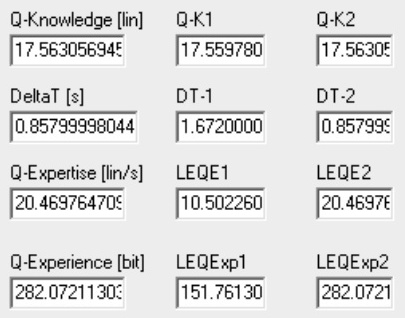 Q-Knowledge [lin] Q-K1 Q-K2
17.563056945 17.559780 17.56305
DeltaT [s] DT-1 DT-2
0.85799998044 1.6720000 0.857999
Q-Expertise [lin/s] LEQE1 LEQE2
20.469764709 10.502260 20.46976
Q-Experience [bit] LEQExp1 LEQExp2
282.07211303 151.76130 282.0721